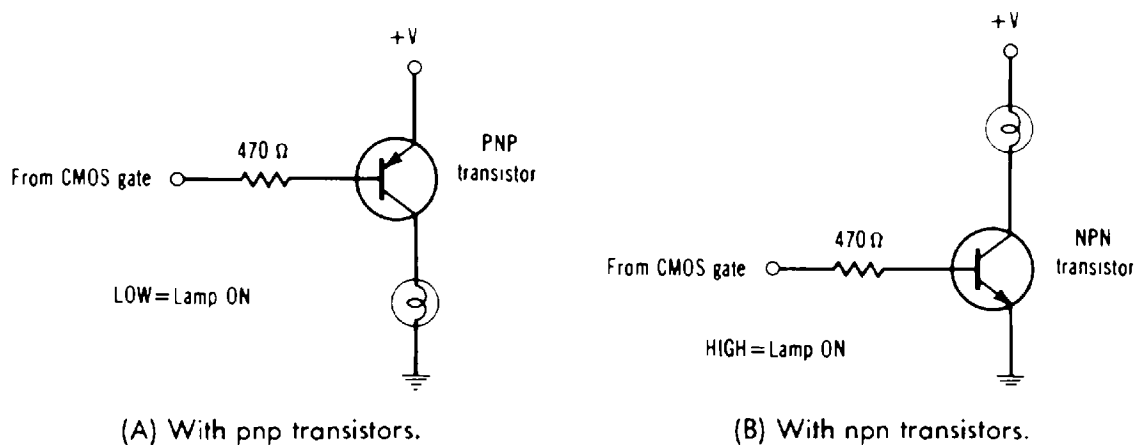 +V
470 Ω
PNP
transistor
From CMOS gate
LOW=Lamp ON
(A) With pnp transistors.
+V
470 Ω
NPN
transistor
From CMOS gate
HIGH=Lamp ON
(B) With npn transistors.